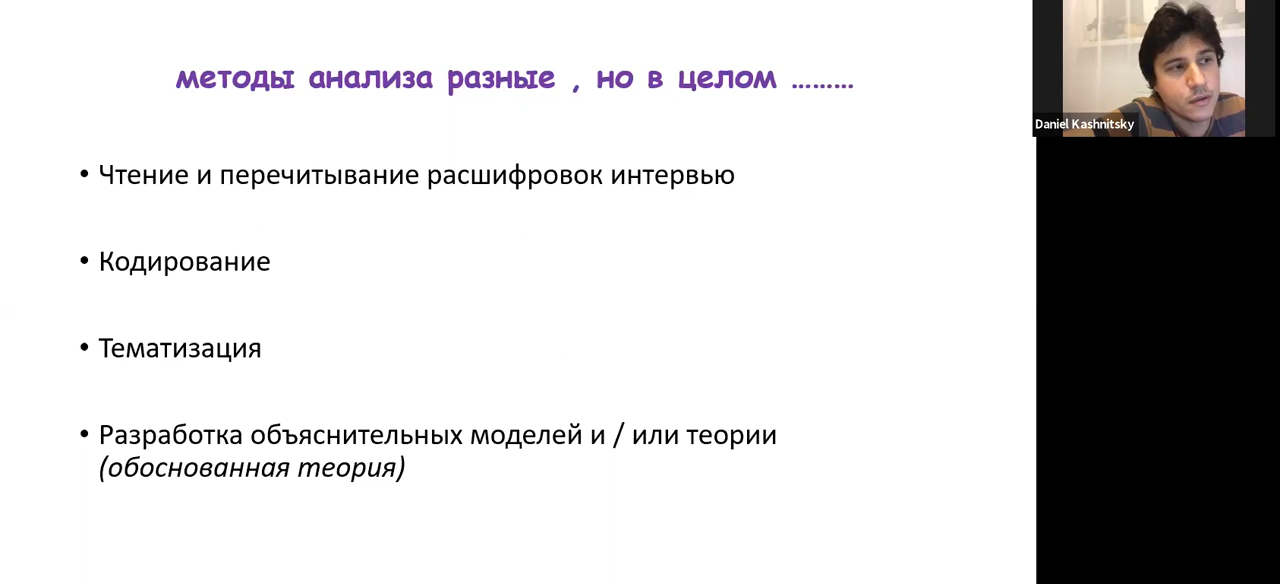 методы анализа разные , но в целом .........
Daniel Kashnitsky
• Чтение и перечитывание расшифровок интервью
• Кодирование
• Тематизация
• Разработка объяснительных моделей и / или теории
(обоснованная теория)